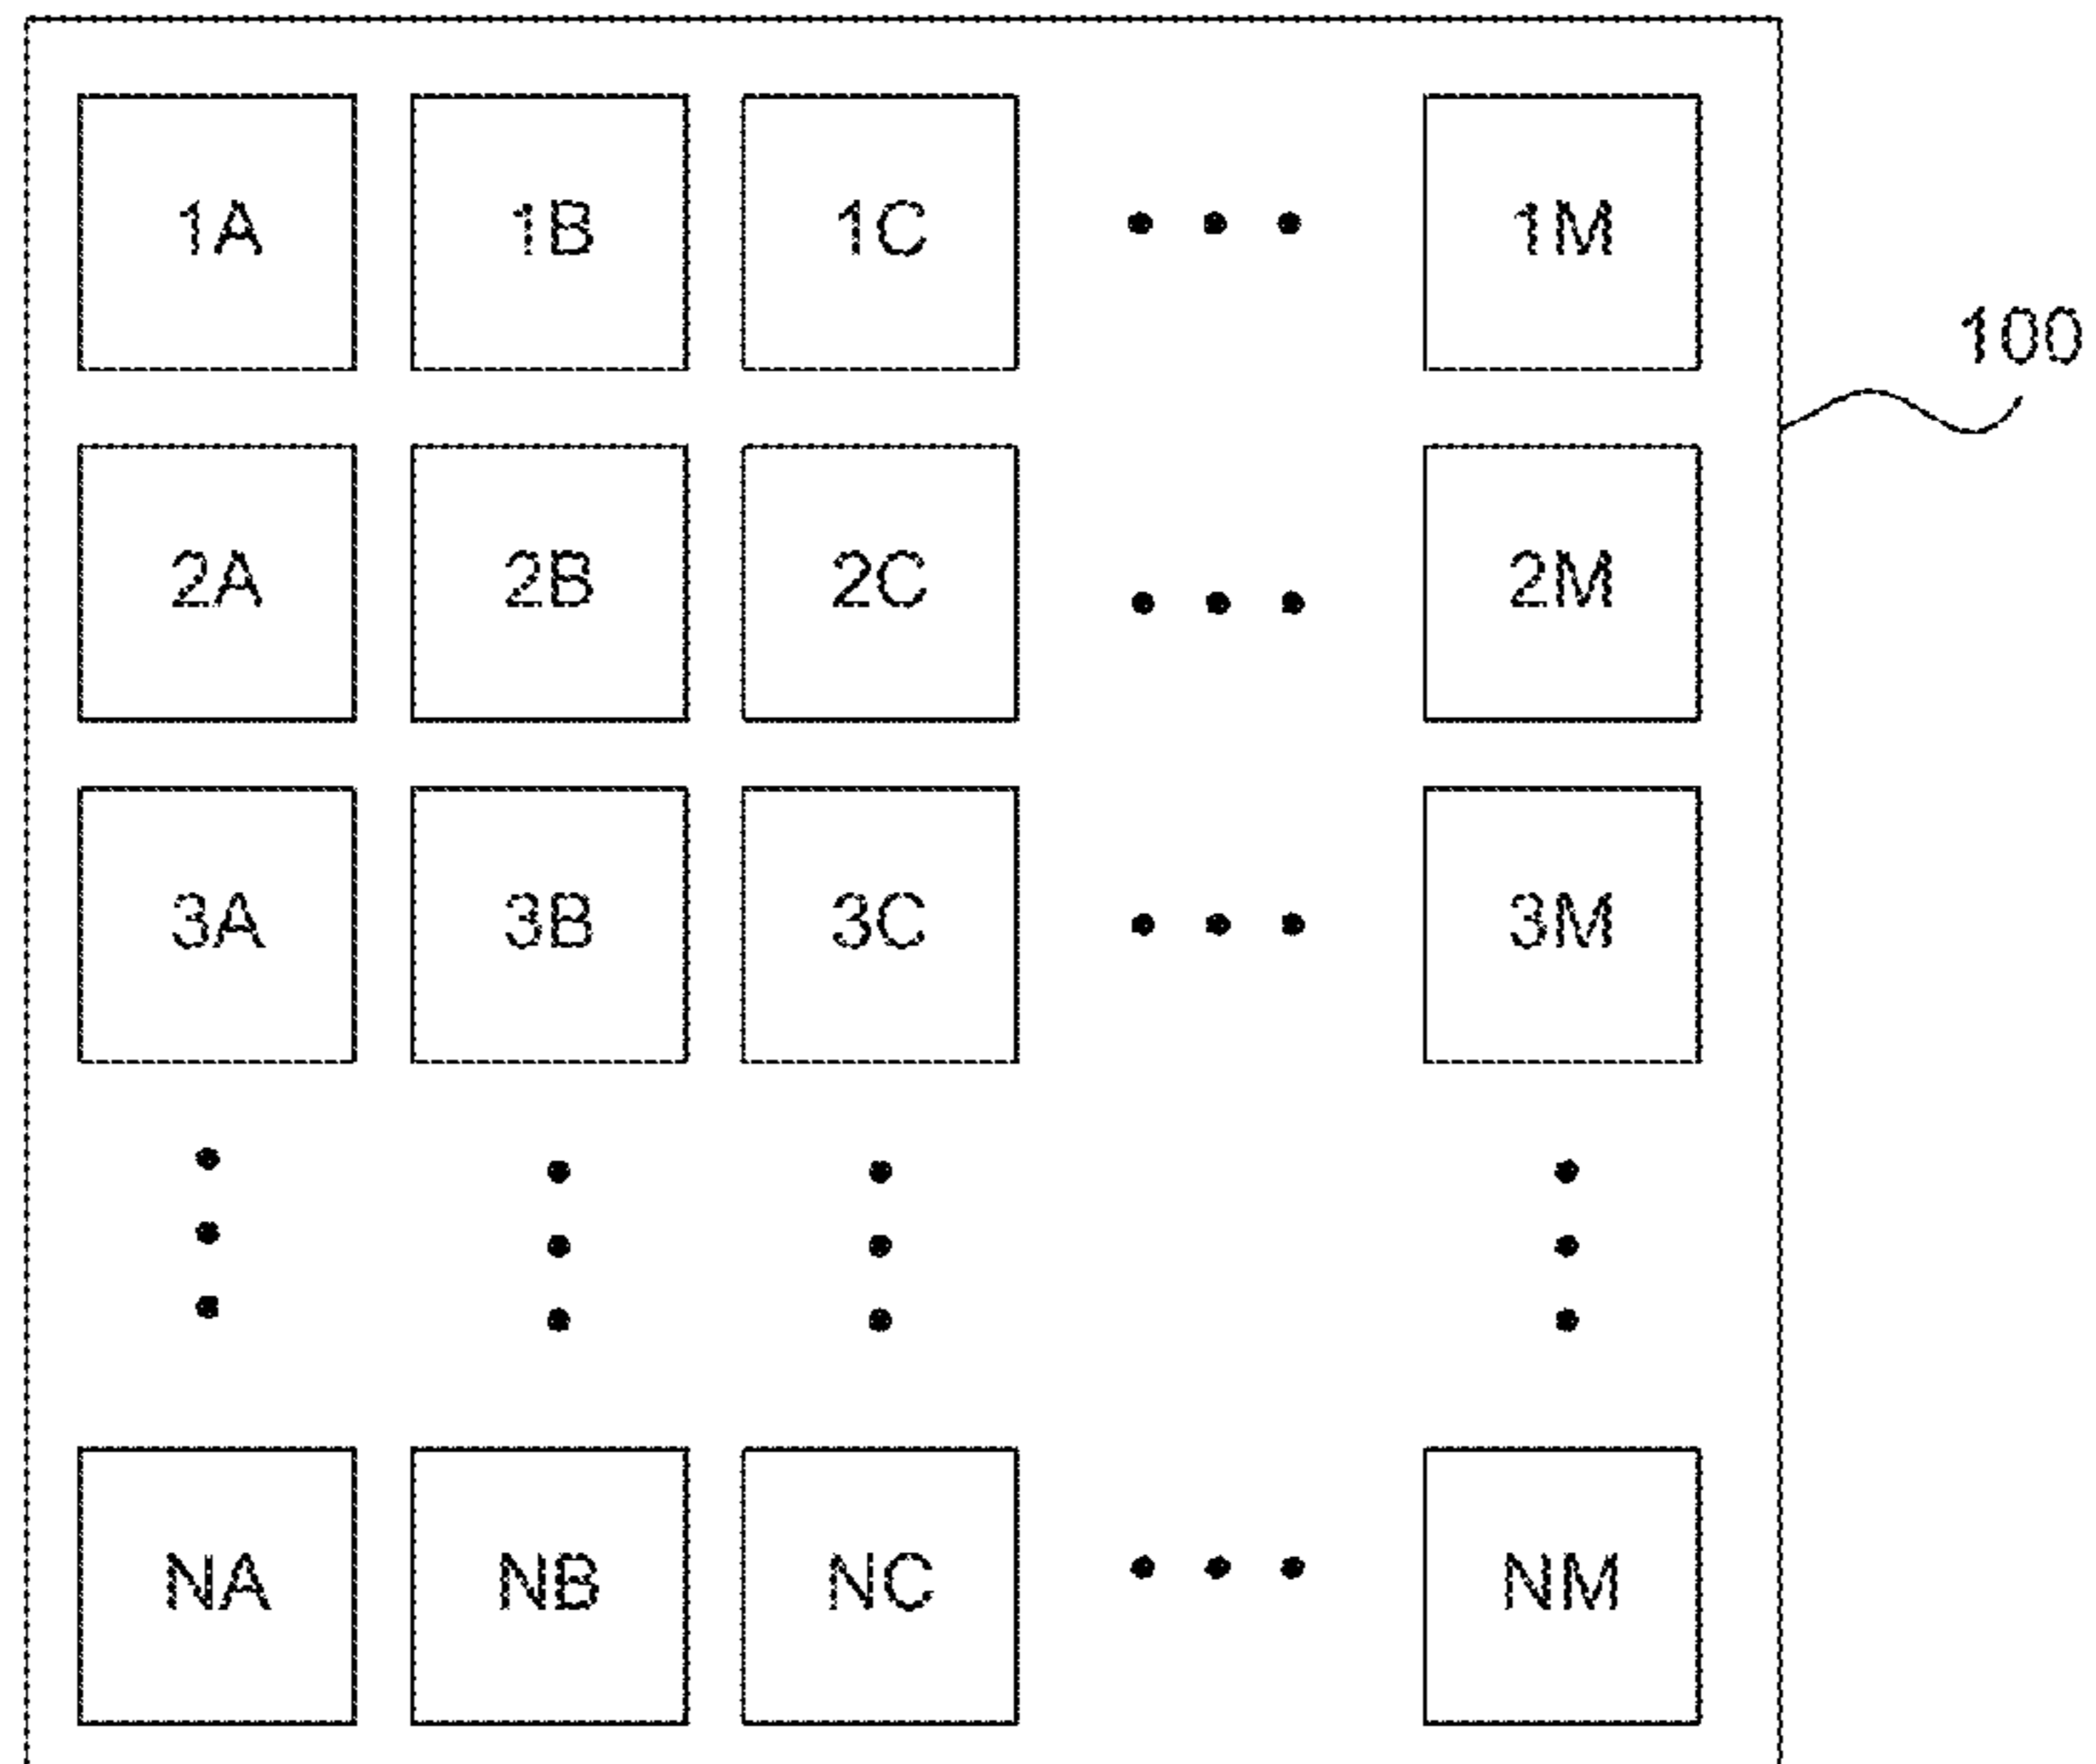 1A 1B 1C • • • 1M
100
2A 2B 2C • • • 2M
3A 3B 3C • • • 3M
NA NB NC • • • NM